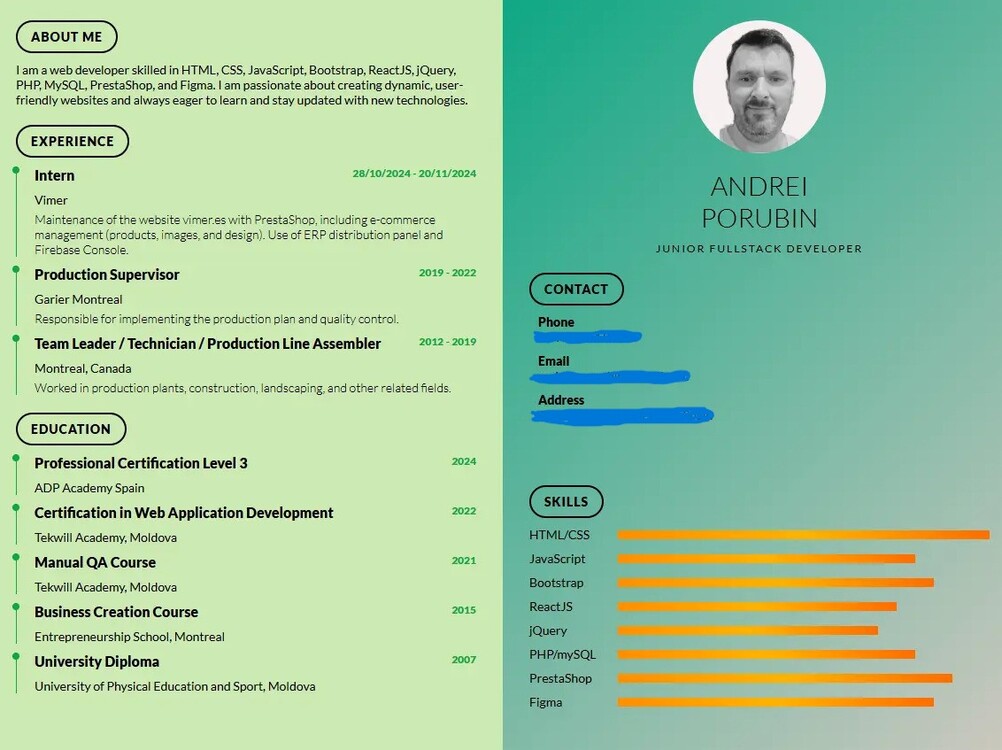 ABOUT ME
I am a web developer skilled in HTML, CSS, JavaScript, Bootstrap, ReactJS, jQuery,
PHP, MySQL, PrestaShop, and Figma. I am passionate about creating dynamic, user-
friendly websites and always eager to learn and stay updated with new technologies.
EXPERIENCE
Intern 28/10/2024 - 20/11/2024
Vimer
Maintenance of the website vimer.es with PrestaShop, including e-commerce
management (products, images, and design). Use of ERP distribution panel and
Firebase Console.
Production Supervisor 2019 - 2022
Garier Montreal
Responsible for implementing the production plan and quality control.
Team Leader / Technician / Production Line Assembler 2012 - 2019
Montreal, Canada
Worked in production plants, construction, landscaping, and other related fields.
EDUCATION
Professional Certification Level 3 2024
ADP Academy Spain
Certification in Web Application Development 2022
Tekwill Academy, Moldova
Manual QA Course 2021
Tekwill Academy, Moldova
Business Creation Course 2015
Entrepreneurship School, Montreal
University Diploma 2007
University of Physical Education and Sport, Moldova
ANDREI
PORUBIN
JUNIOR FULLSTACK DEVELOPER
CONTACT
Phone
Email
Address
SKILLS
HTML/CSS
JavaScript
Bootstrap
ReactJS
jQuery
PHP/mySQL
PrestaShop
Figma